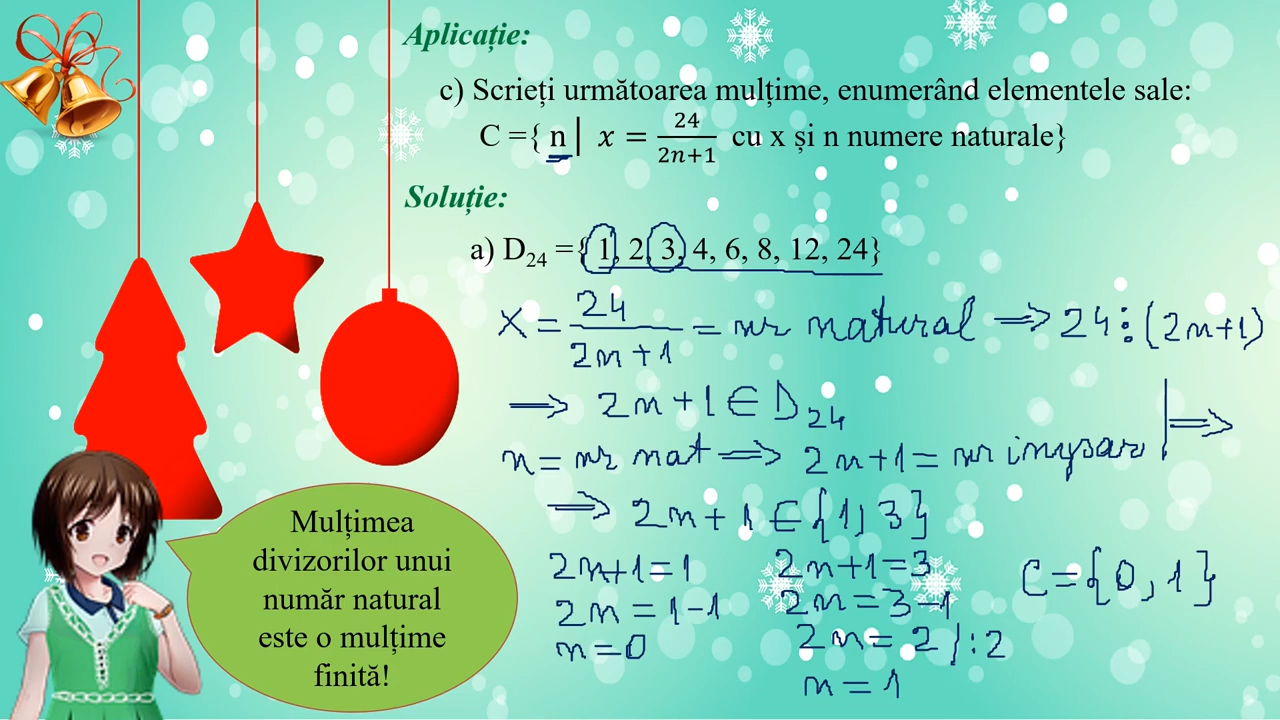 Aplicație:
c) Scrieți următoarea mulțime, enumerând elementele sale:
C ={ n| x = 24/(2n+1) cu x și n numere naturale}
Soluție:
a) D₂₄ ={ 1, 2, 3, 4, 6, 8, 12, 24}
x = 24/(2n+1) = nr natural ⇒ 24 ⋮ (2n+1)
⇒ 2n+1 ∈ D₂₄
n = nr nat ⇒ 2n+1 = nr impar | ⇒
⇒ 2n+1 ∈ {1, 3}
2n+1=1
2n = 1-1
n=0
2n+1=3
2n=3-1
2n=2 |:2
n=1
C={0,1}
Mulțimea
divizorilor unui
număr natural
este o mulțime
finită!